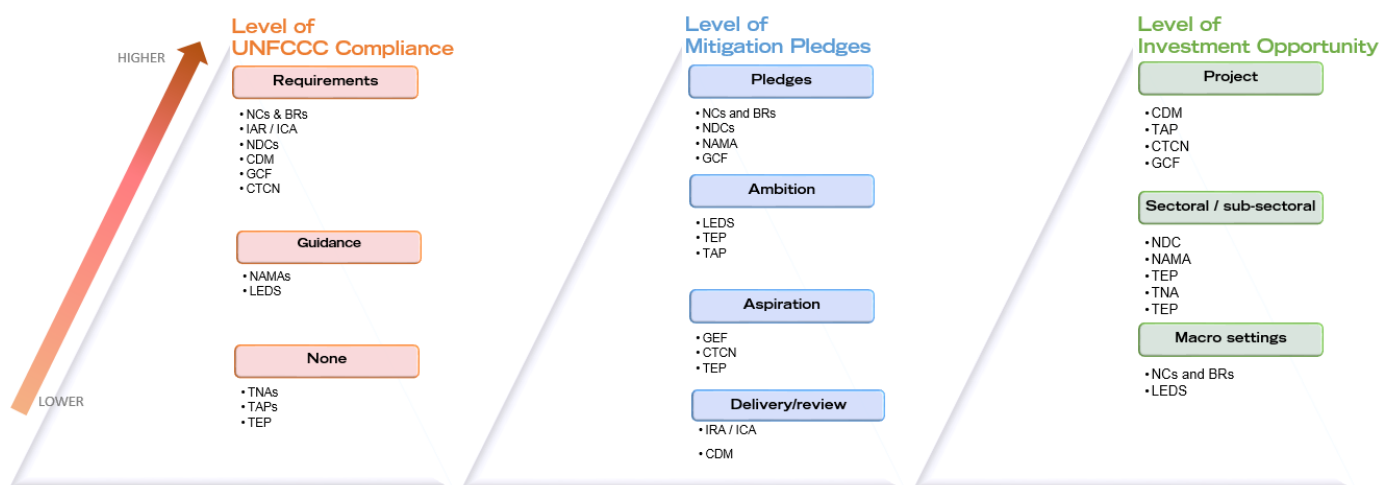 HIGHER
LOWER
Level of
UNFCCC Compliance
Requirements
• NCs & BRs
• IAR / ICA
• NDCs
• CDM
• GCF
• CTCN
Guidance
• NAMAs
• LEDS
None
• TNAs
• TAPs
• TEP
Level of
Mitigation Pledges
Pledges
• NCs and BRs
• NDCs
• NAMA
• GCF
Ambition
• LEDS
• TEP
• TAP
Aspiration
• GEF
• CTCN
• TEP
Delivery/review
• IRA / ICA
• CDM
Level of
Investment Opportunity
Project
• CDM
• TAP
• CTCN
• GCF
Sectoral / sub-sectoral
• NDC
• NAMA
• TEP
• TNA
• TEP
Macro settings
• NCs and BRs
• LEDS